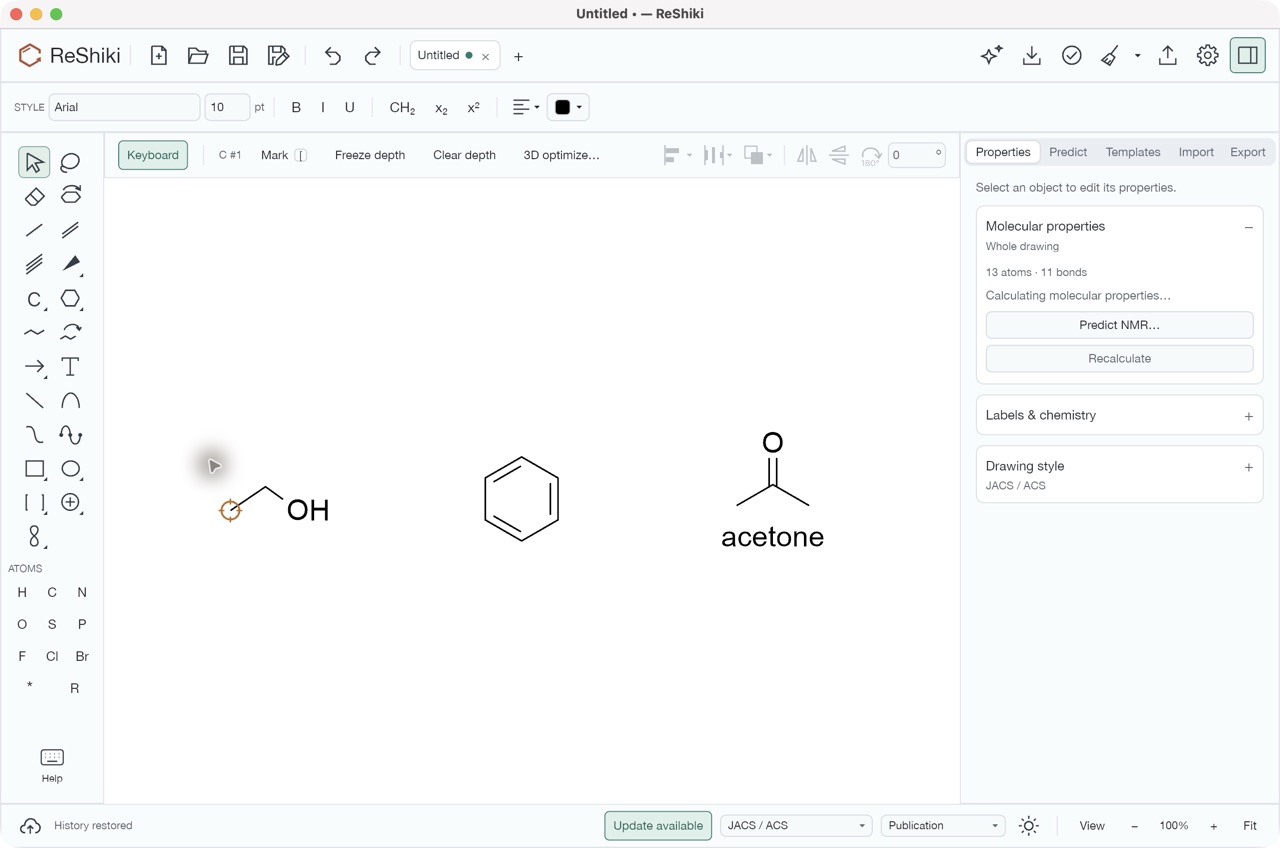 Untitled • — ReShiki
ReShiki
Untitled
STYLE Arial 10 pt B I U CH₂ x₂ x²
Keyboard C #1 Mark [ Freeze depth Clear depth 3D optimize… 180° 0 °
Properties Predict Templates Import Export
Select an object to edit its properties.
Molecular properties
Whole drawing
13 atoms · 11 bonds
Calculating molecular properties…
Predict NMR…
Recalculate
Labels & chemistry
Drawing style
JACS / ACS
C
T
ATOMS
H C N
O S P
F Cl Br
* R
Help
OH
O
acetone
History restored
Update available JACS / ACS Publication View − 100% + Fit